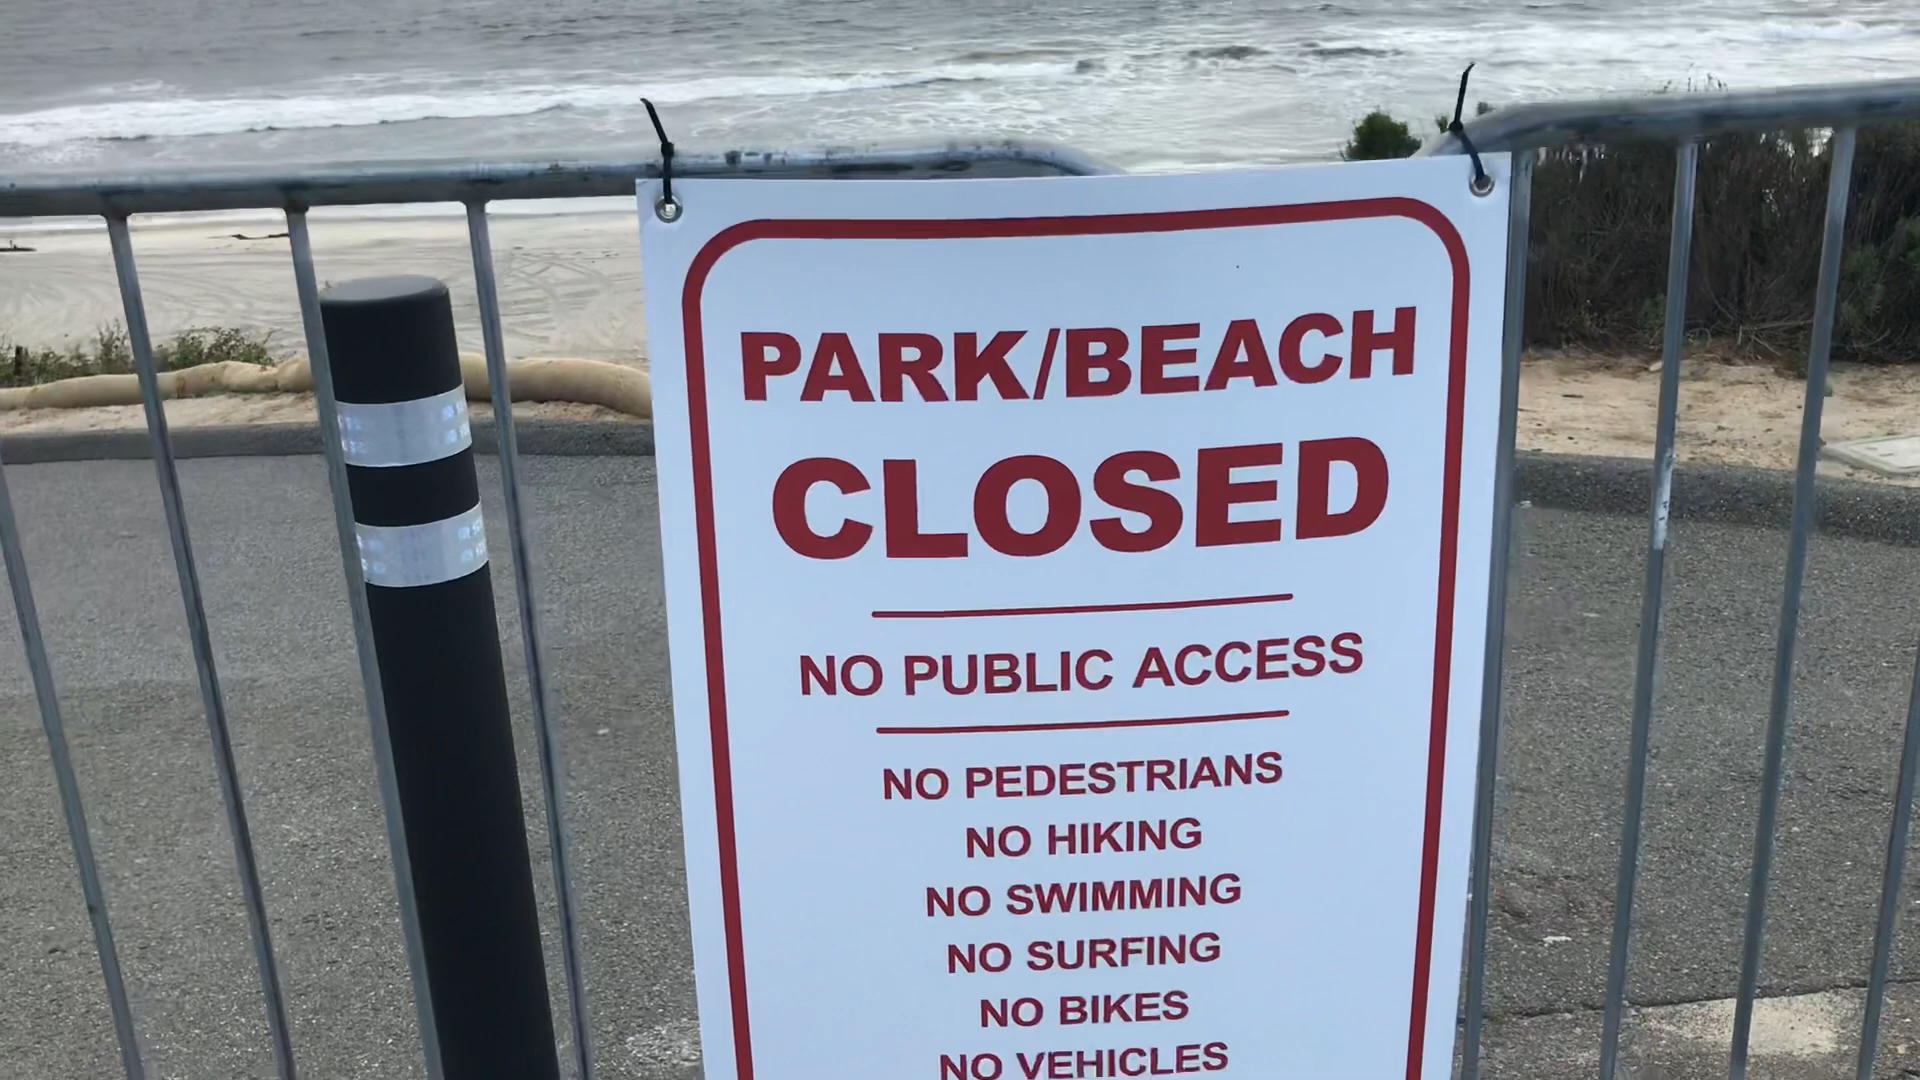 PARK/BEACH
CLOSED
NO PUBLIC ACCESS
NO PEDESTRIANS
NO HIKING
NO SWIMMING
NO SURFING
NO BIKES
NO VEHICLES